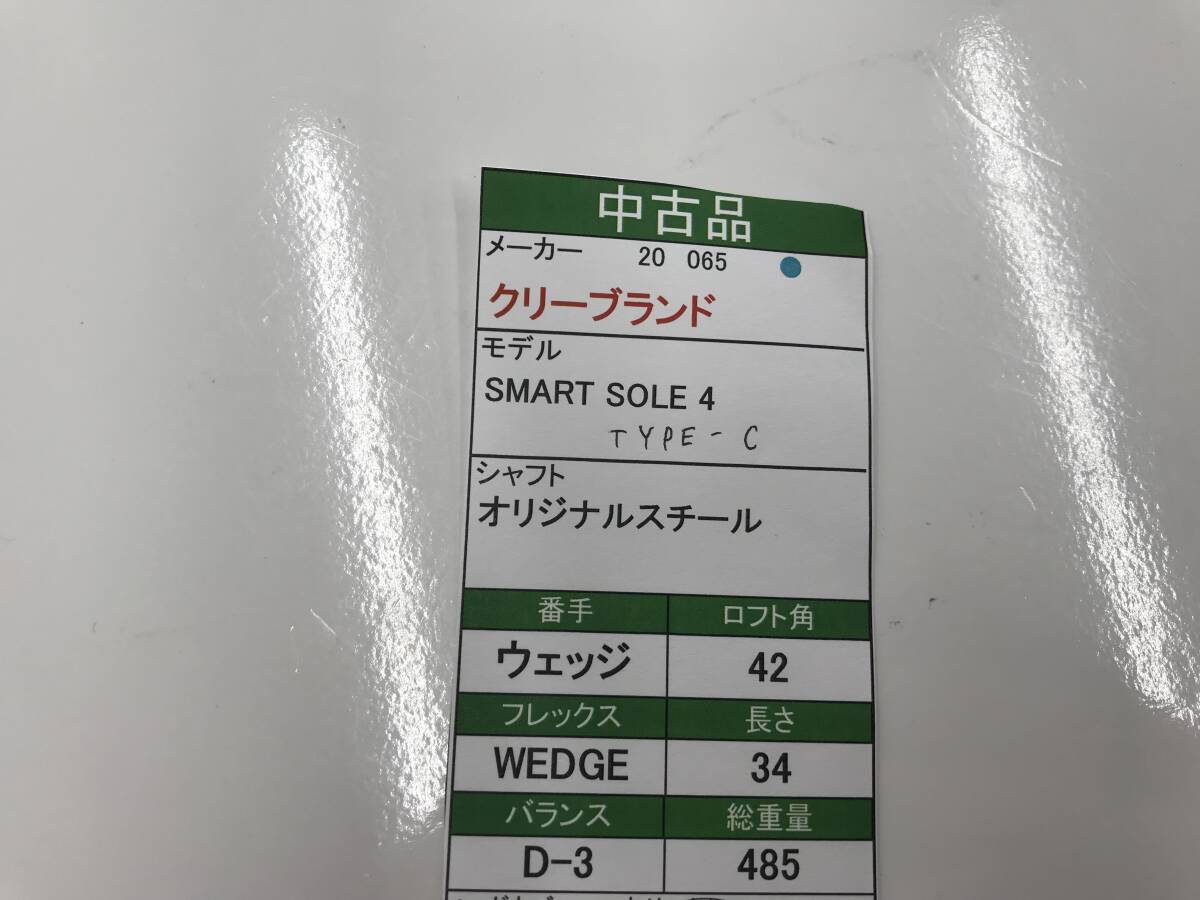 中古品
メーカー 20 065
クリーブランド
モデル
SMART SOLE 4
TYPE-C
シャフト
オリジナルスチール
番手 ロフト角
ウェッジ 42
フレックス 長さ
WEDGE 34
バランス 総重量
D-3 485